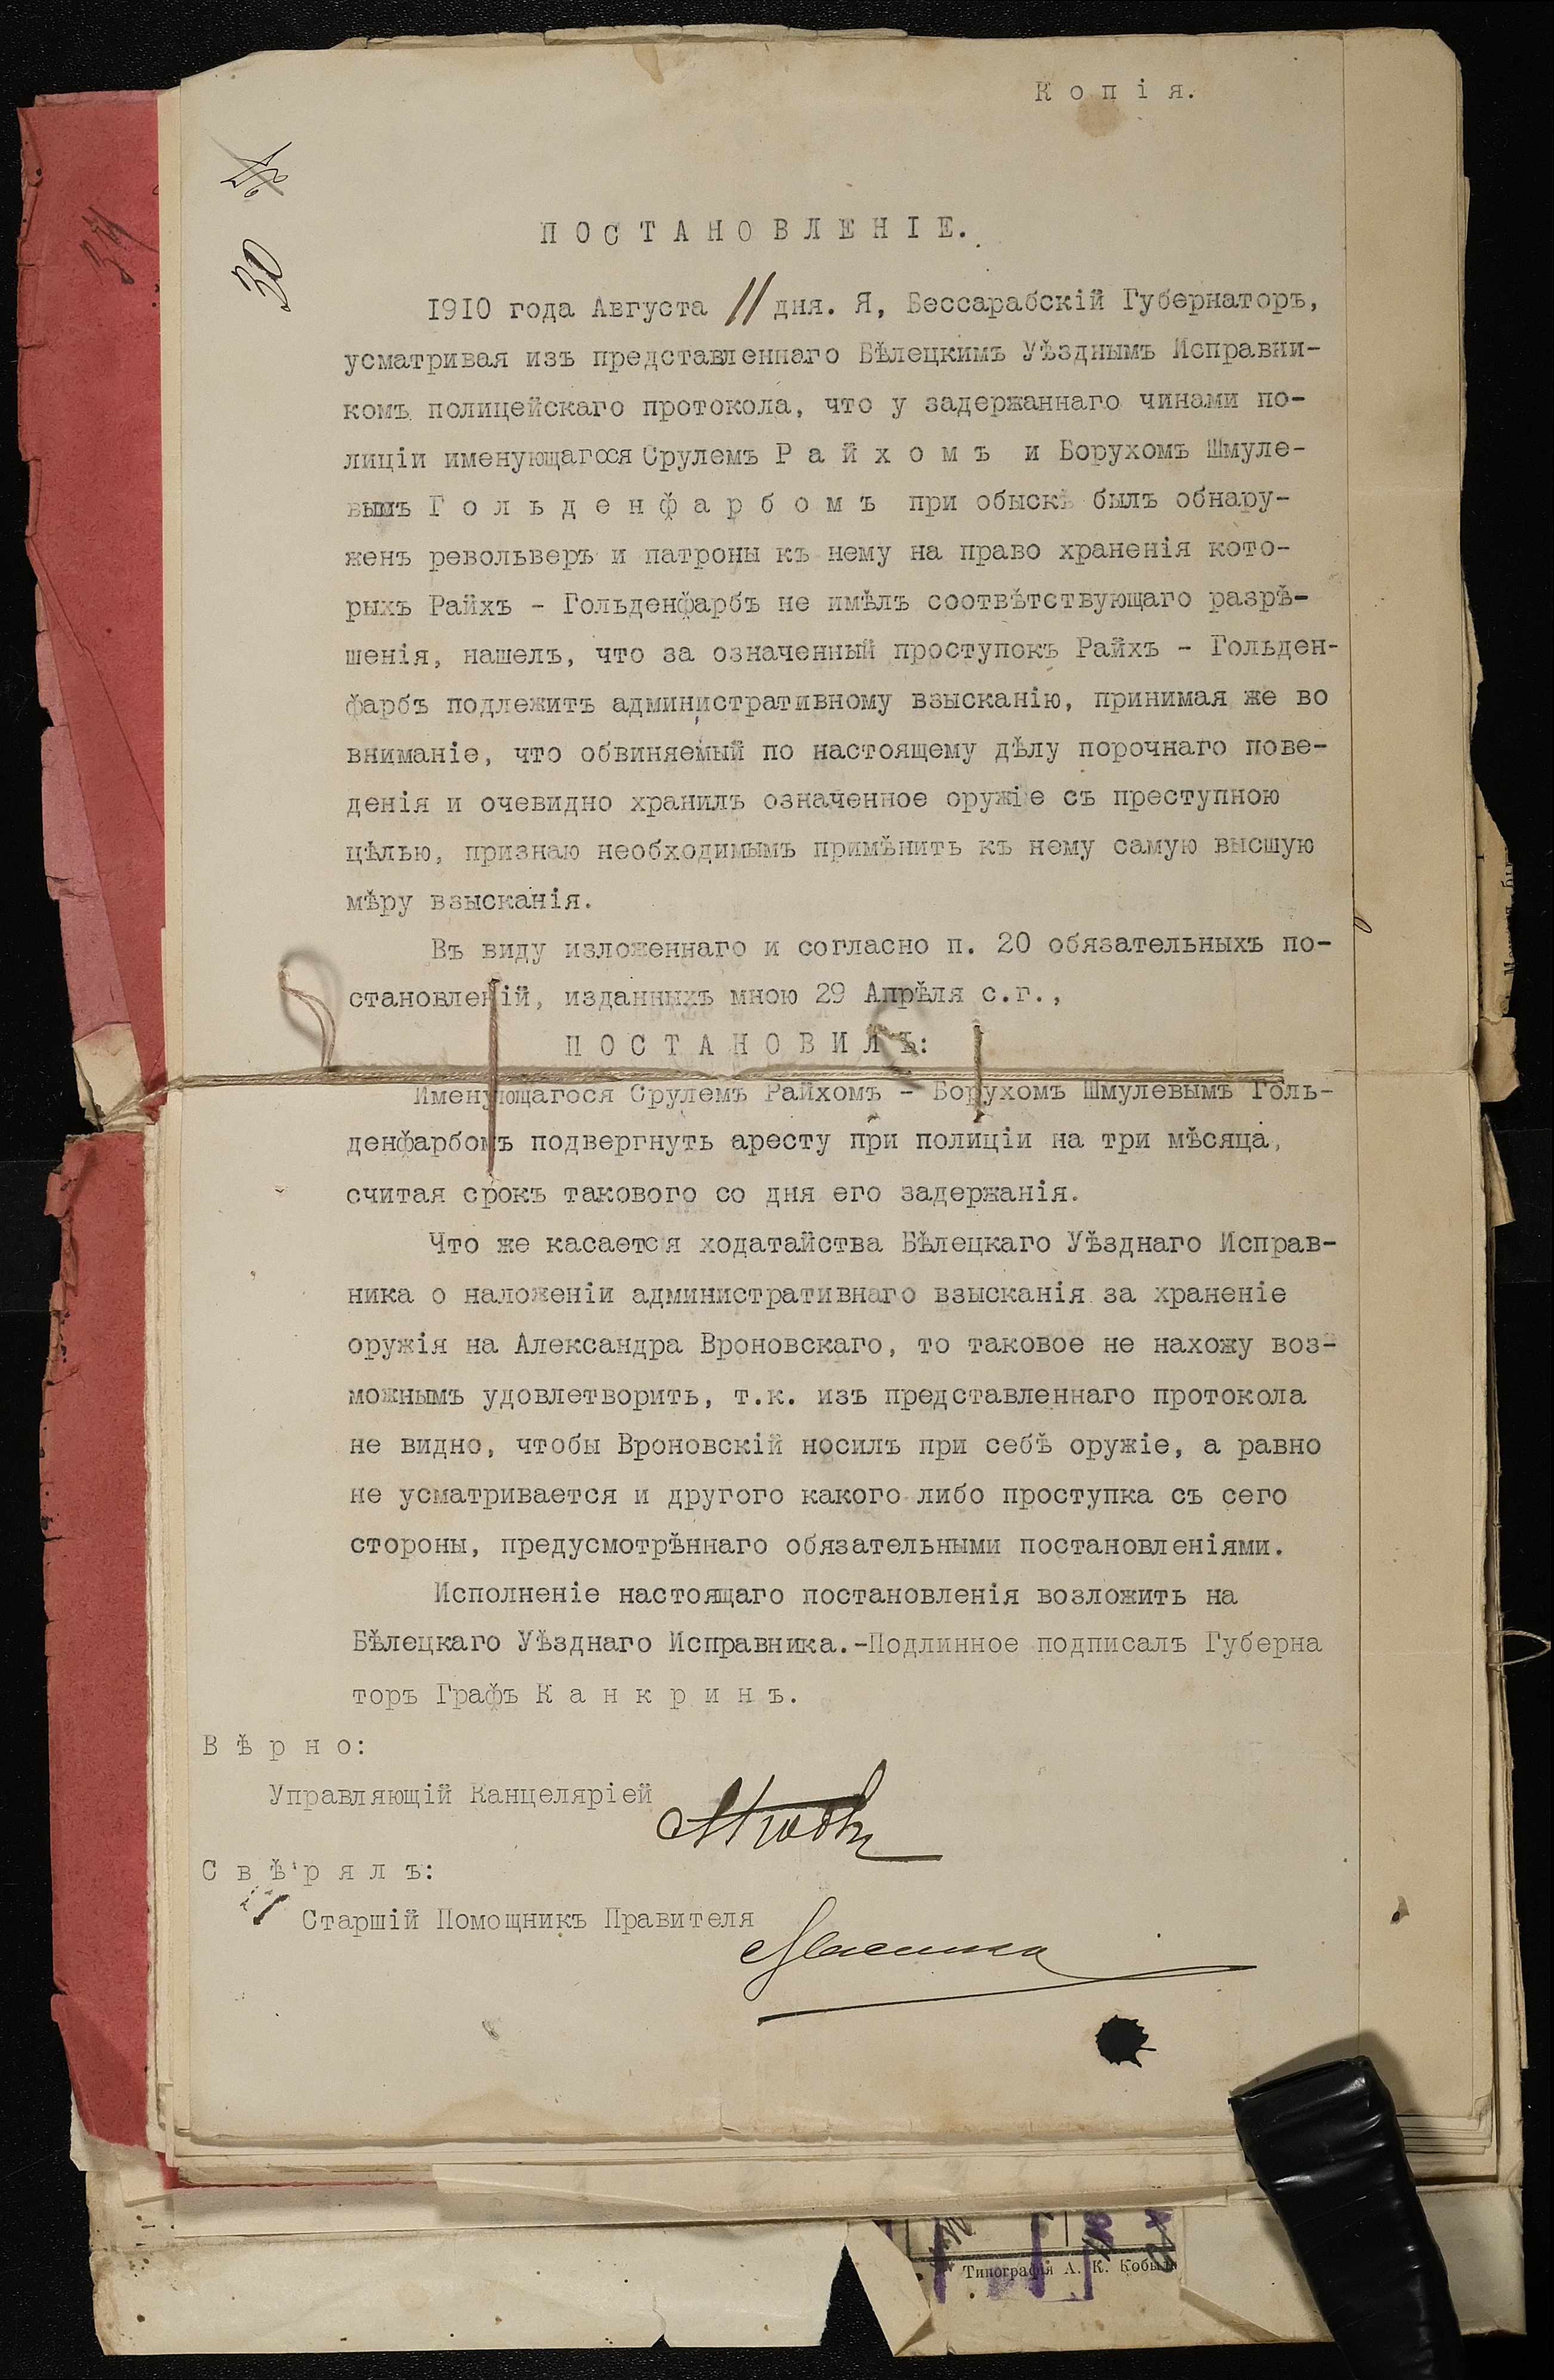 К о п і я.
30
34
П О С Т А Н О В Л Е Н І Е.
1910 года Августа 11 дня. Я, Бессарабскій Губернаторъ,
усматривая изъ представленнаго Бѣлецкимъ Уѣзднымъ Исправни-
комъ полицейскаго протокола, что у задержаннаго чинами по-
лиціи именующагося Срулемъ Р а й х о м ъ и Борухомъ Шмуле-
вымъ Г о л ь д е н ф а р б о м ъ при обыскѣ былъ обнару-
женъ револьверъ и патроны къ нему на право храненія кото-
рыхъ Райхъ - Гольденфарбъ не имѣлъ соотвѣтствующаго разрѣ-
шенія, нашелъ, что за означенный проступокъ Райхъ - Гольден-
фарбъ подлежитъ административному взысканію, принимая же во
вниманіе, что обвиняемый по настоящему дѣлу порочнаго пове-
денія и очевидно хранилъ означенное оружіе съ преступною
цѣлью, признаю необходимымъ примѣнить къ нему самую высшую
мѣру взысканія.
Въ виду изложеннаго и согласно п. 20 обязательныхъ по-
становленій, изданныхъ мною 29 Апрѣля с.г.,
П О С Т А Н О В И Л Ъ:
Именующагося Срулемъ Райхомъ - Борухомъ Шмулевымъ Голь-
денфарбомъ подвергнуть аресту при полиціи на три мѣсяца,
считая срокъ такового со дня его задержанія.
Что же касается ходатайства Бѣлецкаго Уѣзднаго Исправ-
ника о наложеніи административнаго взысканія за храненіе
оружія на Александра Вроновскаго, то таковое не нахожу воз-
можнымъ удовлетворить, т.к. изъ представленнаго протокола
не видно, чтобы Вроновскій носилъ при себѣ оружіе, а равно
не усматривается и другого какого либо проступка съ сего
стороны, предусмотрѣннаго обязательными постановленіями.
Исполненіе настоящаго постановленія возложить на
Бѣлецкаго Уѣзднаго Исправника.-Подлинное подписалъ Губерна
торъ Графъ К а н к р и н ъ.
В ѣ р н о:
Управляющій Канцеляріей
С в ѣ р я л ъ:
Старшій Помощникъ Правителя
Типографія А. К.